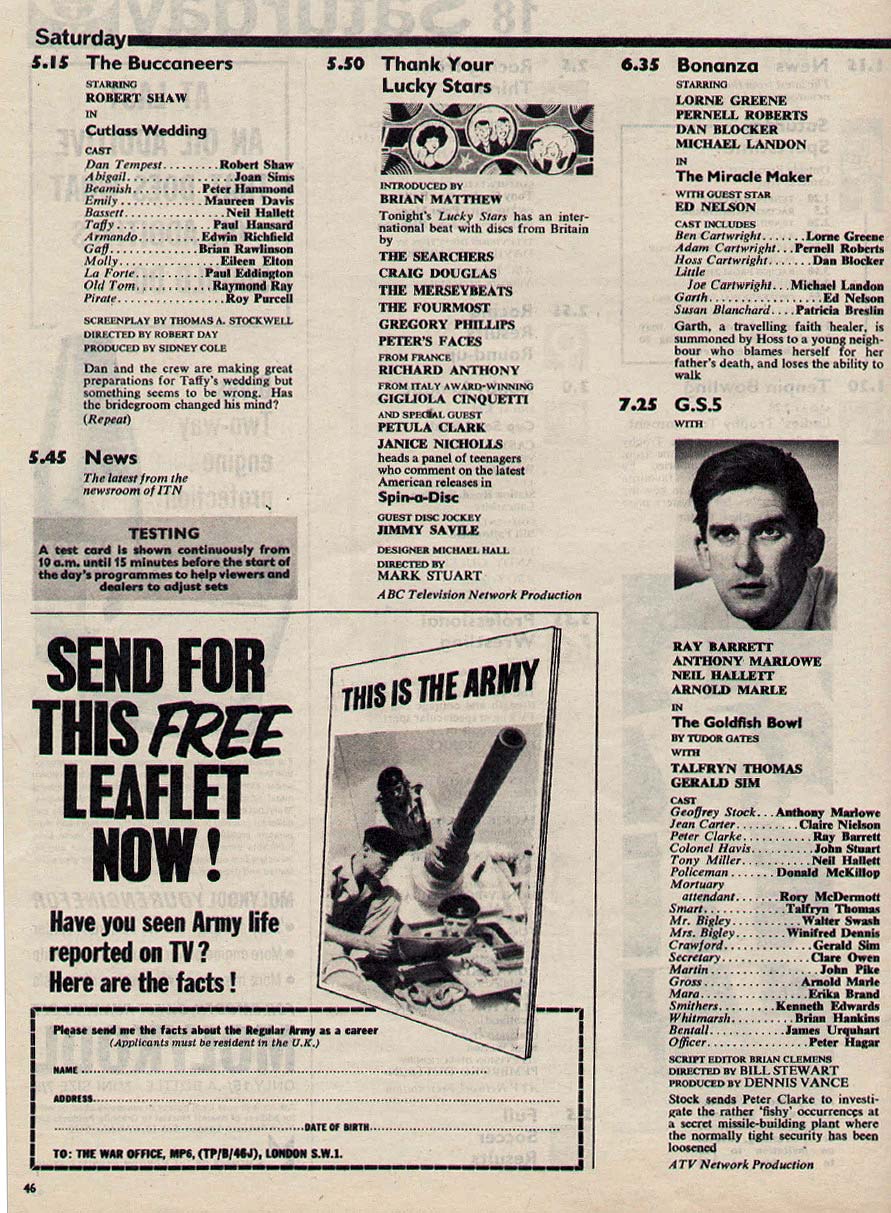 Saturday
5.15 The Buccaneers
STARRING
ROBERT SHAW
IN
Cutlass Wedding
CAST
Dan Tempest.........Robert Shaw
Abigail.................Joan Sims
Beamish..........Peter Hammond
Emily............Maureen Davis
Bassett..............Neil Hallett
Taffy..............Paul Hansard
Armando..........Edwin Richfield
Gaff.............Brian Rawlinson
Molly...............Eileen Elton
La Forte..........Paul Eddington
Old Tom...........Raymond Ray
Pirate................Roy Purcell
SCREENPLAY BY THOMAS A. STOCKWELL
DIRECTED BY ROBERT DAY
PRODUCED BY SIDNEY COLE
Dan and the crew are making great
preparations for Taffy's wedding but
something seems to be wrong. Has
the bridegroom changed his mind?
(Repeat)
5.45 News
The latest from the
newsroom of ITN
TESTING
A test card is shown continuously from
10 a.m. until 15 minutes before the start of
the day's programmes to help viewers and
dealers to adjust sets
5.50 Thank Your
Lucky Stars
INTRODUCED BY
BRIAN MATTHEW
Tonight's Lucky Stars has an inter-
national beat with discs from Britain
by
THE SEARCHERS
CRAIG DOUGLAS
THE MERSEYBEATS
THE FOURMOST
GREGORY PHILLIPS
PETER'S FACES
FROM FRANCE
RICHARD ANTHONY
FROM ITALY AWARD-WINNING
GIGLIOLA CINQUETTI
AND SPECIAL GUEST
PETULA CLARK
JANICE NICHOLLS
heads a panel of teenagers
who comment on the latest
American releases in
Spin-a-Disc
GUEST DISC JOCKEY
JIMMY SAVILE
DESIGNER MICHAEL HALL
DIRECTED BY
MARK STUART
ABC Television Network Production
6.35 Bonanza
STARRING
LORNE GREENE
PERNELL ROBERTS
DAN BLOCKER
MICHAEL LANDON
IN
The Miracle Maker
WITH GUEST STAR
ED NELSON
CAST INCLUDES
Ben Cartwright.......Lorne Greene
Adam Cartwright...Pernell Roberts
Hoss Cartwright.......Dan Blocker
Little
Joe Cartwright...Michael Landon
Garth..................Ed Nelson
Susan Blanchard....Patricia Breslin
Garth, a travelling faith healer, is
summoned by Hoss to a young neigh-
bour who blames herself for her
father's death, and loses the ability to
walk
7.25 G.S.5
WITH
RAY BARRETT
ANTHONY MARLOWE
NEIL HALLETT
ARNOLD MARLE
IN
The Goldfish Bowl
BY TUDOR GATES
WITH
TALFRYN THOMAS
GERALD SIM
CAST
Geoffrey Stock...Anthony Marlowe
Jean Carter..........Claire Nielson
Peter Clarke...........Ray Barrett
Colonel Havis..........John Stuart
Tony Miller...........Neil Hallett
Policeman.......Donald McKillop
Mortuary
attendant.......Rory McDermott
Smart.............Talfryn Thomas
Mr. Bigley...........Walter Swash
Mrs. Bigley.......Winifred Dennis
Crawford.............Gerald Sim
Secretary.............Clare Owen
Martin................John Pike
Gross...............Arnold Marle
Mara................Erika Brand
Smithers.........Kenneth Edwards
Whitmarsh..........Brian Hankins
Bentall............James Urquhart
Officer................Peter Hagar
SCRIPT EDITOR BRIAN CLEMENS
DIRECTED BY BILL STEWART
PRODUCED BY DENNIS VANCE
Stock sends Peter Clarke to investi-
gate the rather 'fishy' occurrences at
a secret missile-building plant where
the normally tight security has been
loosened
ATV Network Production
SEND FOR
THIS FREE
LEAFLET
NOW!
Have you seen Army life
reported on TV?
Here are the facts!
THIS IS THE ARMY
Please send me the facts about the Regular Army as a career
(Applicants must be resident in the U.K.)
NAME
ADDRESS
DATE OF BIRTH
TO: THE WAR OFFICE, MP6, (TP/B/46J), LONDON S.W.1.
46